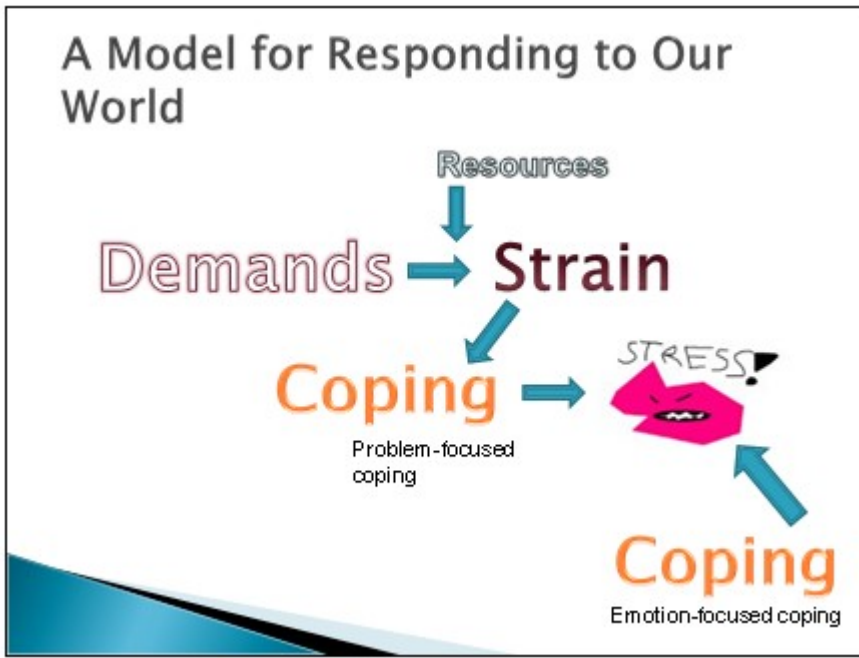 A Model for Responding to Our
World
Resources
Demands
Strain
STRESS!
Coping
Problem-focused
coping
Coping
Emotion-focused coping